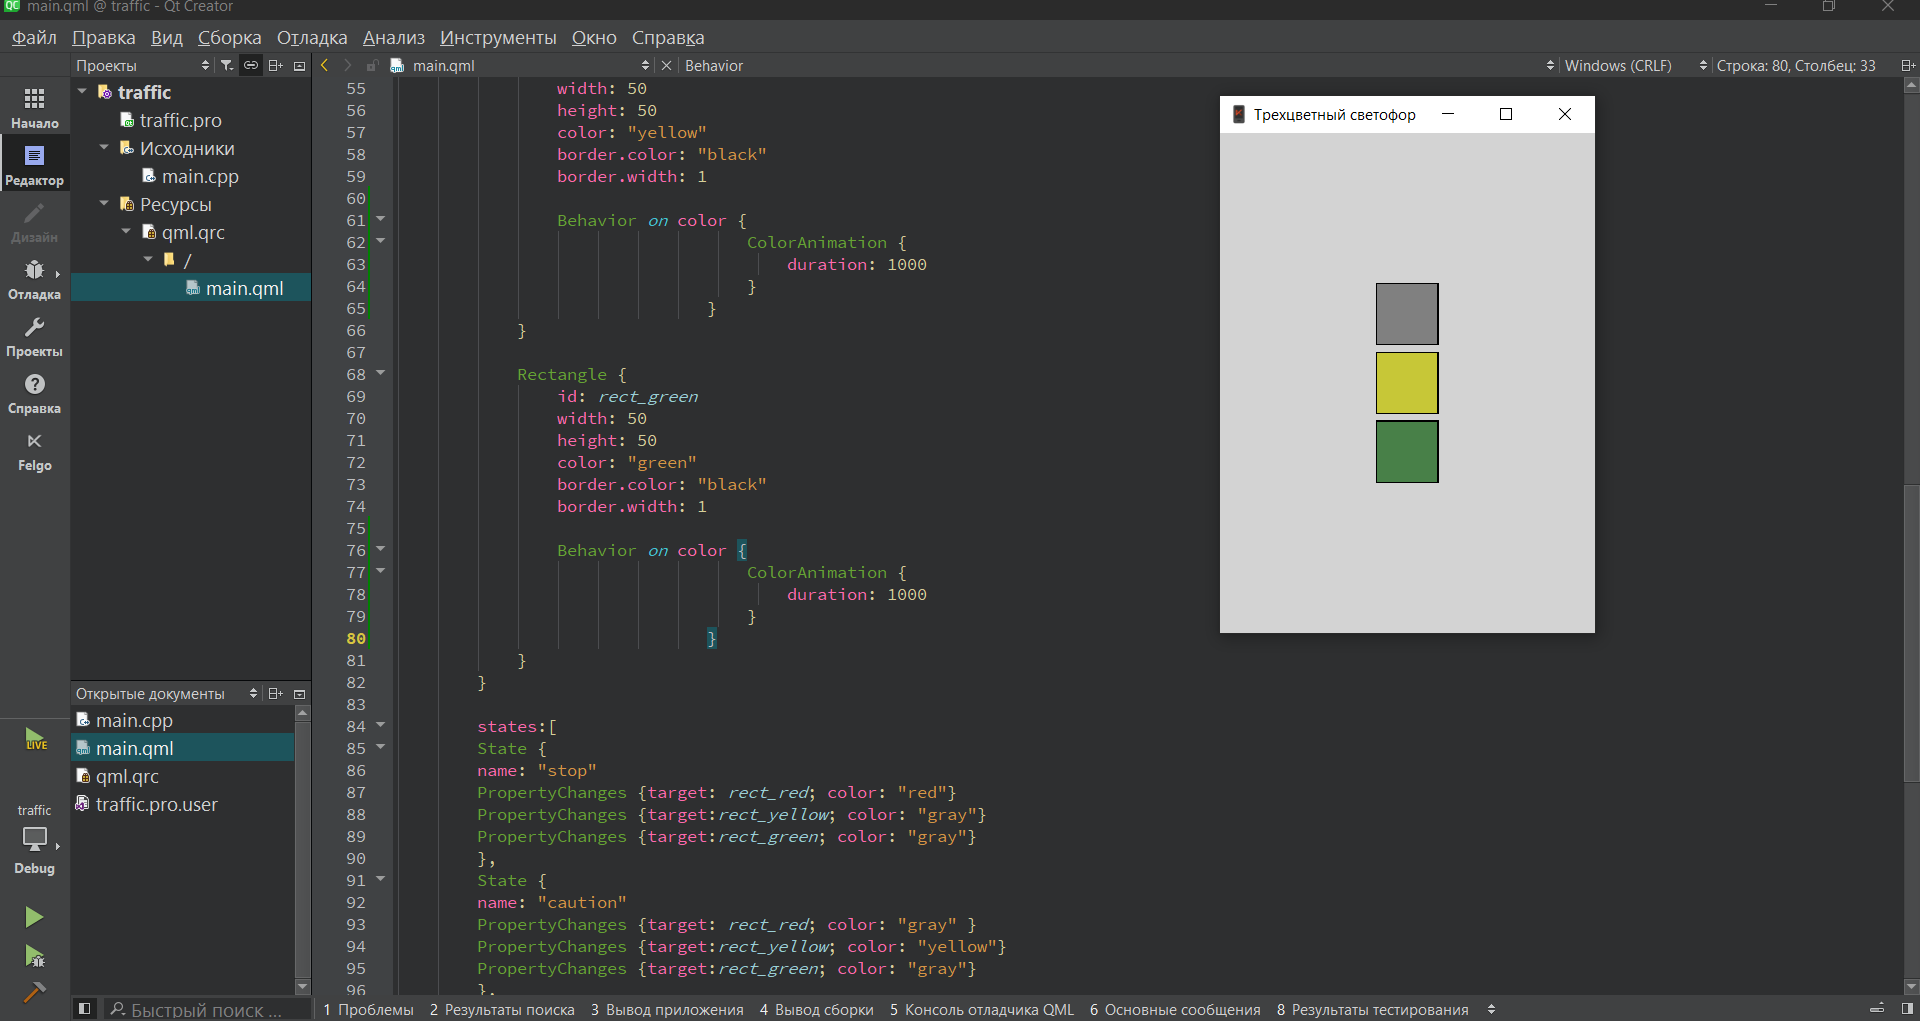 main.qml @ traffic - Qt Creator
Файл Правка Вид Сборка Отладка Анализ Инструменты Окно Справка
Проекты
main.qml
Behavior
Windows (CRLF)
Строка: 80, Столбец: 33
Начало
Редактор
Дизайн
Отладка
Проекты
Справка
Felgo
LIVE
traffic
Debug
traffic
traffic.pro
Исходники
main.cpp
Ресурсы
qml.qrc
/
main.qml
Открытые документы
main.cpp
main.qml
qml.qrc
traffic.pro.user
55 width: 50
56 height: 50
57 color: "yellow"
58 border.color: "black"
59 border.width: 1
60
61 Behavior on color {
62 ColorAnimation {
63 duration: 1000
64 }
65 }
66 }
67
68 Rectangle {
69 id: rect_green
70 width: 50
71 height: 50
72 color: "green"
73 border.color: "black"
74 border.width: 1
75
76 Behavior on color {
77 ColorAnimation {
78 duration: 1000
79 }
80 }
81 }
82 }
83
84 states:[
85 State {
86 name: "stop"
87 PropertyChanges {target: rect_red; color: "red"}
88 PropertyChanges {target:rect_yellow; color: "gray"}
89 PropertyChanges {target:rect_green; color: "gray"}
90 },
91 State {
92 name: "caution"
93 PropertyChanges {target: rect_red; color: "gray" }
94 PropertyChanges {target:rect_yellow; color: "yellow"}
95 PropertyChanges {target:rect_green; color: "gray"}
96 },
Трехцветный светофор
Быстрый поиск ...
1 Проблемы 2 Результаты поиска 3 Вывод приложения 4 Вывод сборки 5 Консоль отладчика QML 6 Основные сообщения 8 Результаты тестирования